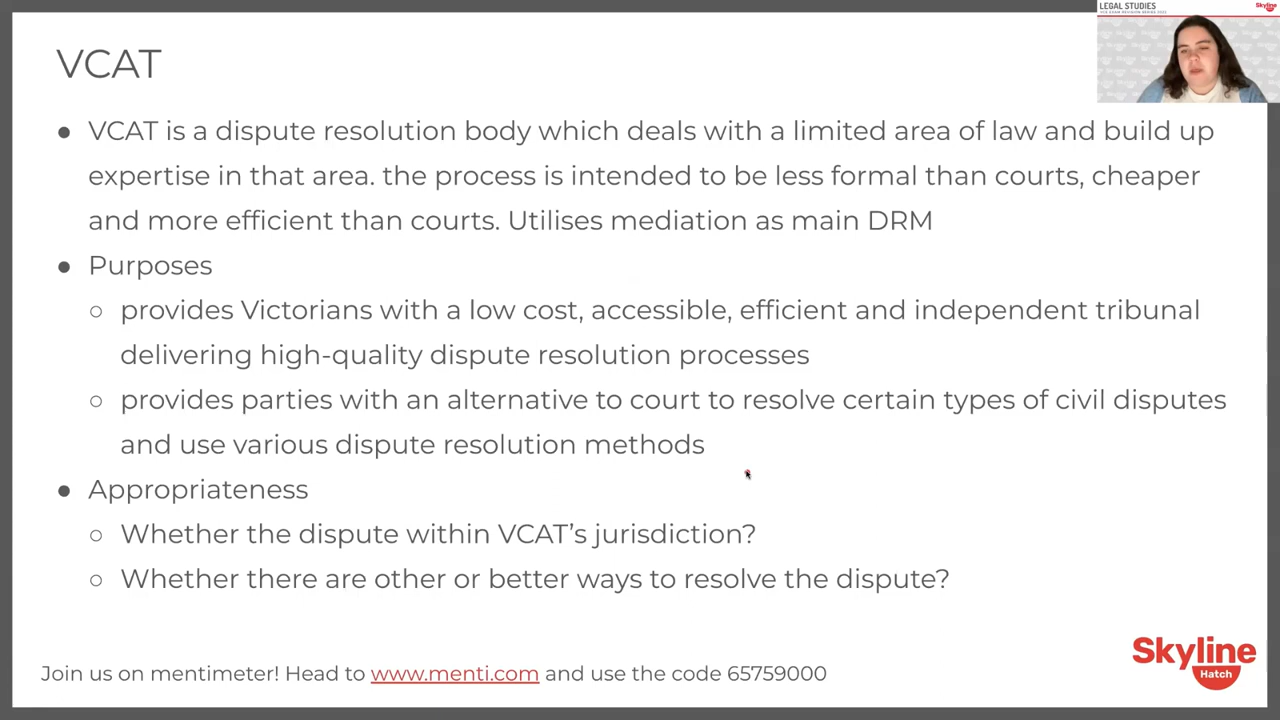 LEGAL STUDIES
Skyline
VCAT
● VCAT is a dispute resolution body which deals with a limited area of law and build up
expertise in that area. the process is intended to be less formal than courts, cheaper
and more efficient than courts. Utilises mediation as main DRM
● Purposes
○ provides Victorians with a low cost, accessible, efficient and independent tribunal
delivering high-quality dispute resolution processes
○ provides parties with an alternative to court to resolve certain types of civil disputes
and use various dispute resolution methods
● Appropriateness
○ Whether the dispute within VCAT’s jurisdiction?
○ Whether there are other or better ways to resolve the dispute?
Join us on mentimeter! Head to www.menti.com and use the code 65759000
Skyline
Hatch